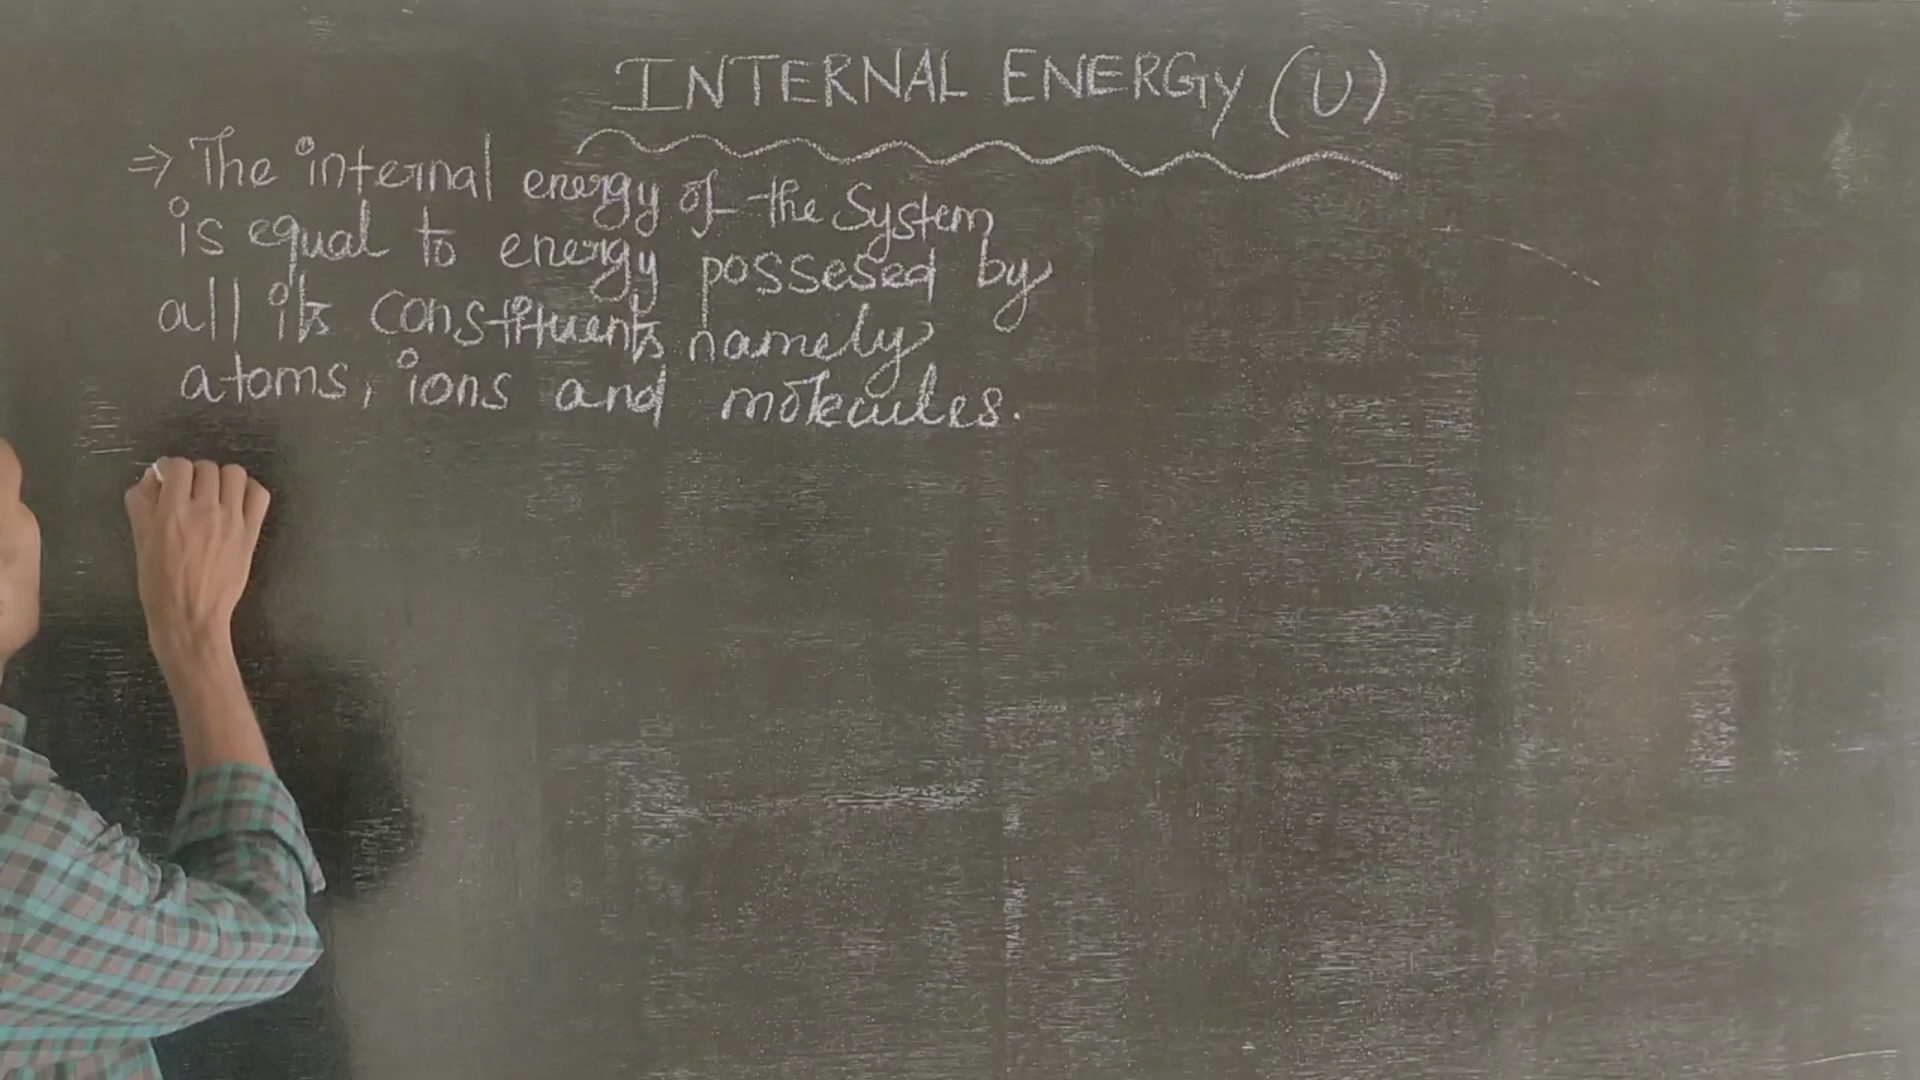 INTERNAL ENERGY (U)
⇒ The internal energy of the System
is equal to energy possesed by
all its constituents namely
atoms, ions and molecules.